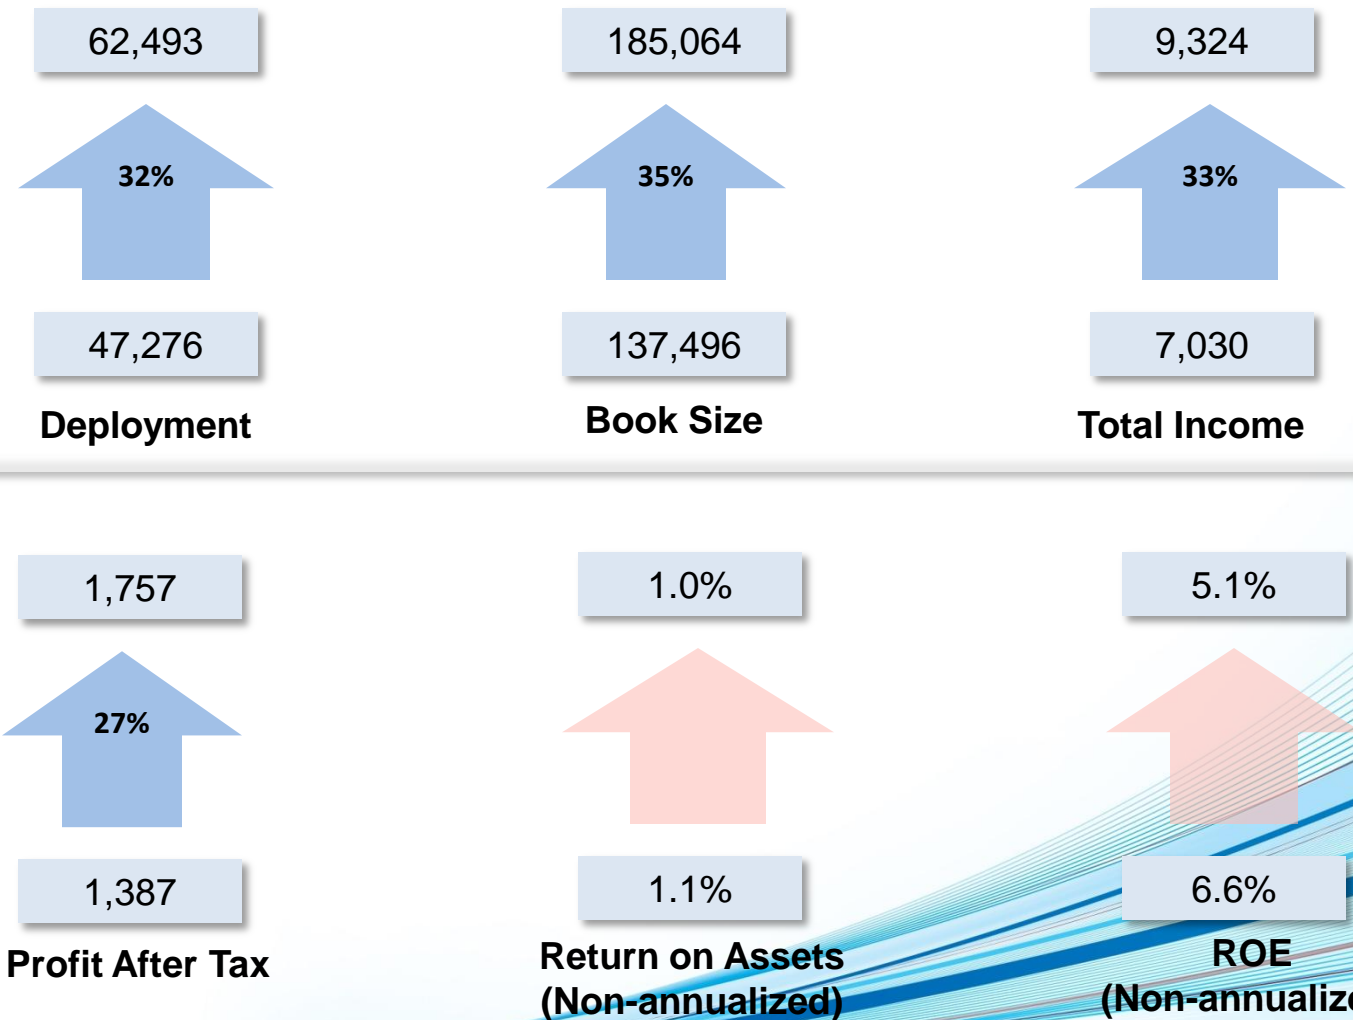 62,493
185,064
9,324
32%
35%
33%
47,276
137,496
7,030
Deployment
Book Size
Total Income
1,757
1.0%
5.1%
27%
1,387
1.1%
6.6%
Profit After Tax
Return on Assets
(Non-annualized)
ROE
(Non-annualize